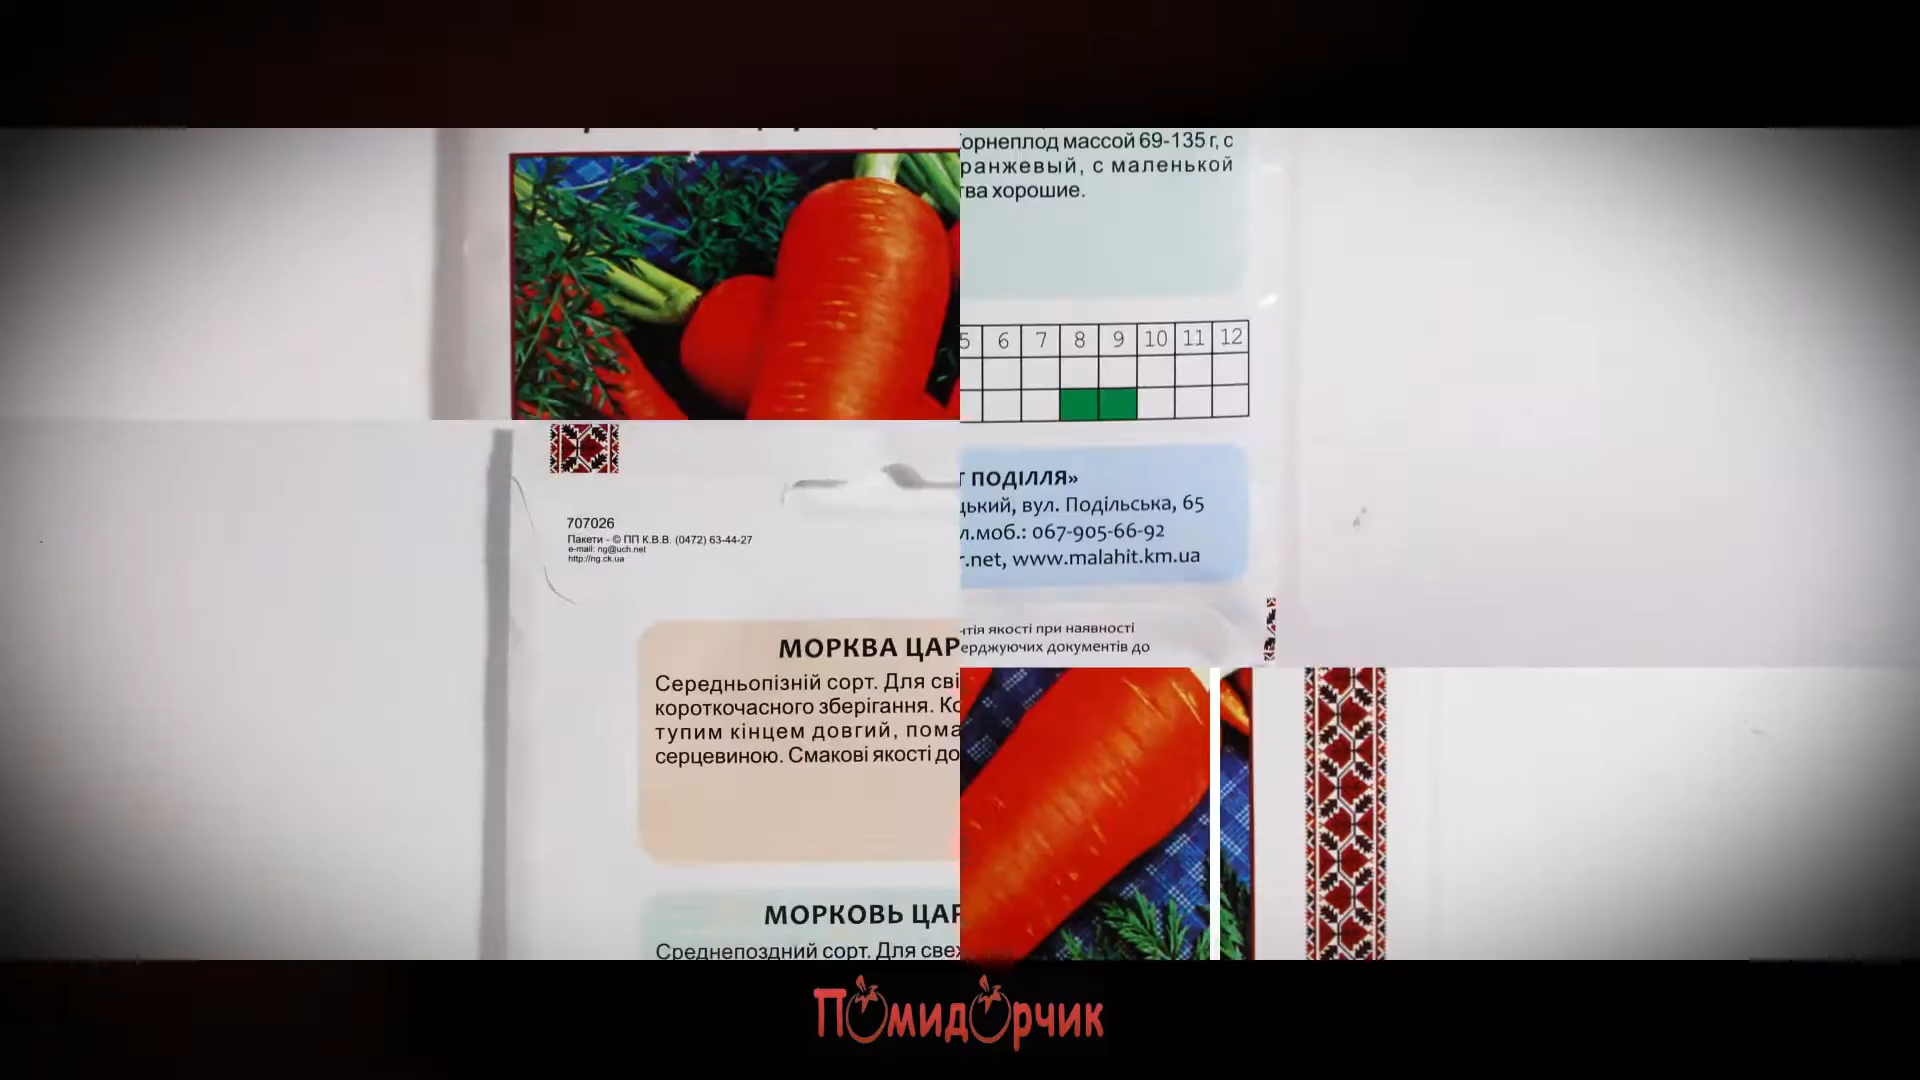 орнеплод массой 69-135 г, с
ранжевый, с маленькой
тва хорошие.
5 6 7 8 9 10 11 12
ПОДІЛЛЯ»
цький, вул. Подільська, 65
л.моб.: 067-905-66-92
r.net, www.malahit.km.ua
нтія якості при наявності
ерджуючих документів до
707026
Пакети - © ПП К.В.В. (0472) 63-44-27
e-mail: ng@uch.net
http://ng.ck.ua
МОРКВА ЦАР
Середньопізній сорт. Для сві
короткочасного зберігання. Ко
тупим кінцем довгий, пома
серцевиною. Смакові якості до
МОРКОВЬ ЦАР
Среднепоздний сорт. Для свеж
Помидорчик